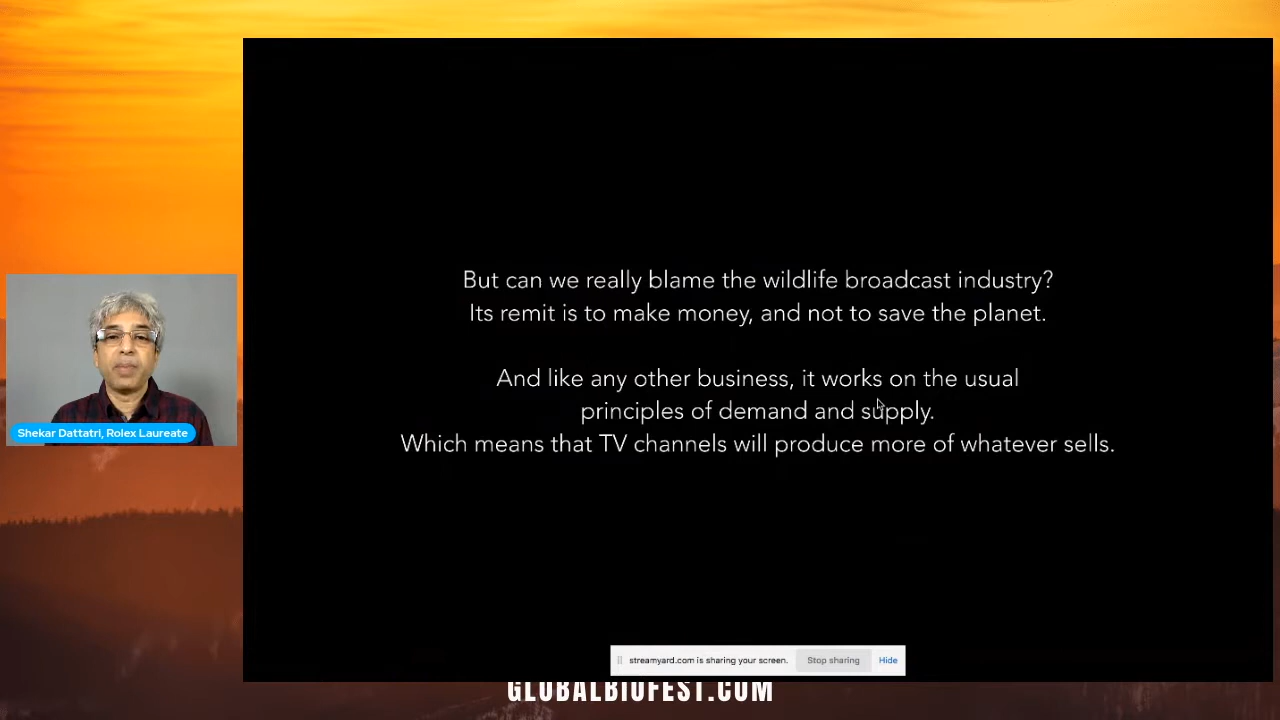 But can we really blame the wildlife broadcast industry?
Its remit is to make money, and not to save the planet.
And like any other business, it works on the usual
principles of demand and supply.
Which means that TV channels will produce more of whatever sells.
Shekar Dattatri, Rolex Laureate
streamyard.com is sharing your screen. Stop sharing Hide
GLOBALBIOFEST.COM